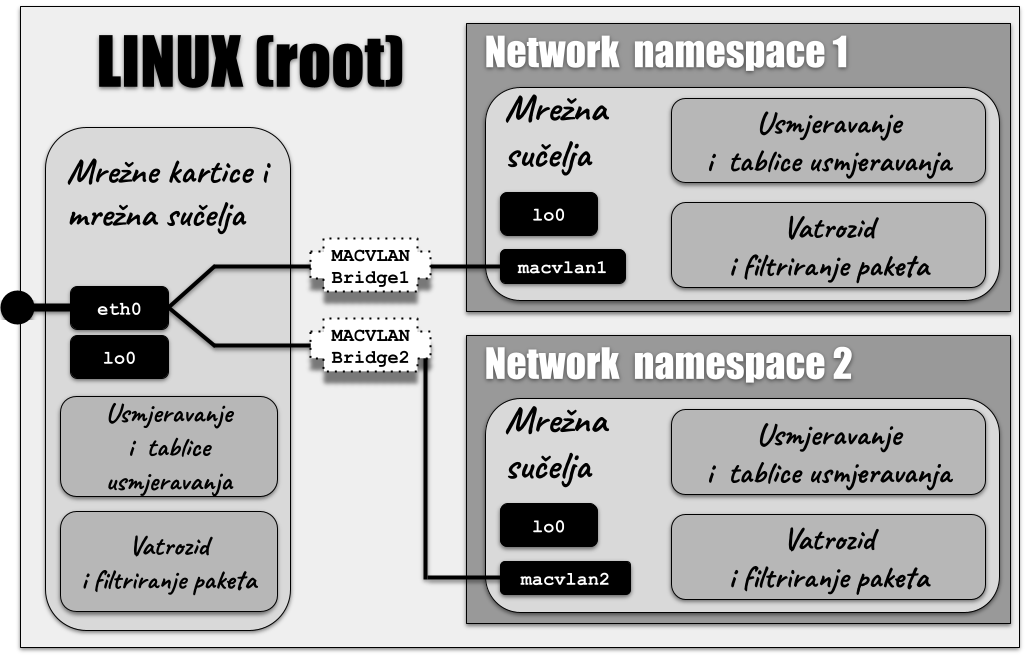 LINUX (root)
Mrežne kartice i
mrežna sučelja
eth0
lo0
Usmjeravanje
i tablice
usmjeravanja
Vatrozid
i filtriranje paketa
MACVLAN
Bridge1
MACVLAN
Bridge2
Network namespace 1
Mrežna
sučelja
lo0
macvlan1
Usmjeravanje
i tablice usmjeravanja
Vatrozid
i filtriranje paketa
Network namespace 2
Mrežna
sučelja
lo0
macvlan2
Usmjeravanje
i tablice usmjeravanja
Vatrozid
i filtriranje paketa